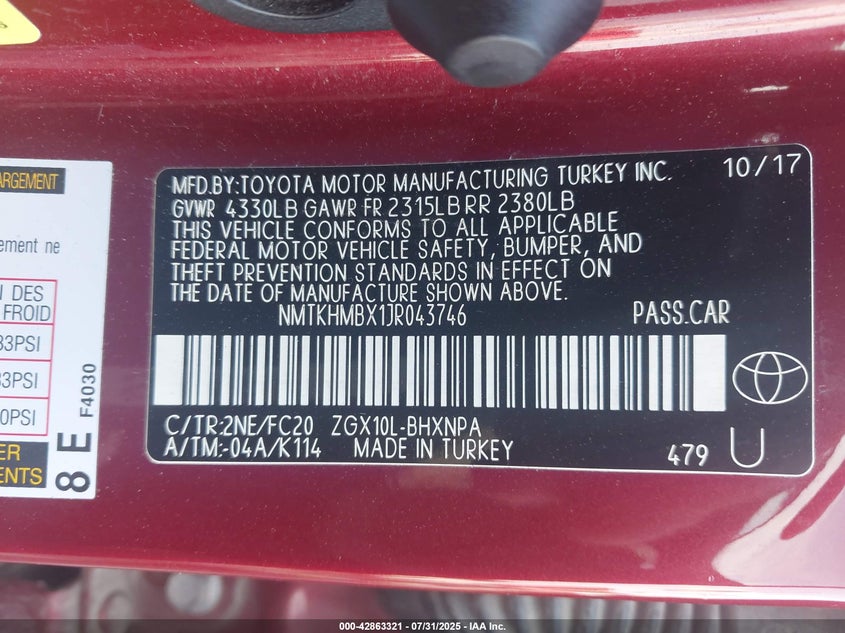 ARGEMENT
gement ne
N DES
FROID
33PSI
33PSI
0PSI
ER
ENTS
8 E
F4030
10/17
MFD.BY:TOYOTA MOTOR MANUFACTURING TURKEY INC.
GVWR 4330LB GAWR FR 2315LB RR 2380LB
THIS VEHICLE CONFORMS TO ALL APPLICABLE
FEDERAL MOTOR VEHICLE SAFETY, BUMPER, AND
THEFT PREVENTION STANDARDS IN EFFECT ON
THE DATE OF MANUFACTURE SHOWN ABOVE.
NMTKHMBX1JR043746 PASS.CAR
C/TR:2NE/FC20 ZGX10L-BHXNPA
A/TM:-04A/K114 MADE IN TURKEY
479 U
000-42863321 - 07/31/2025 - IAA Inc.